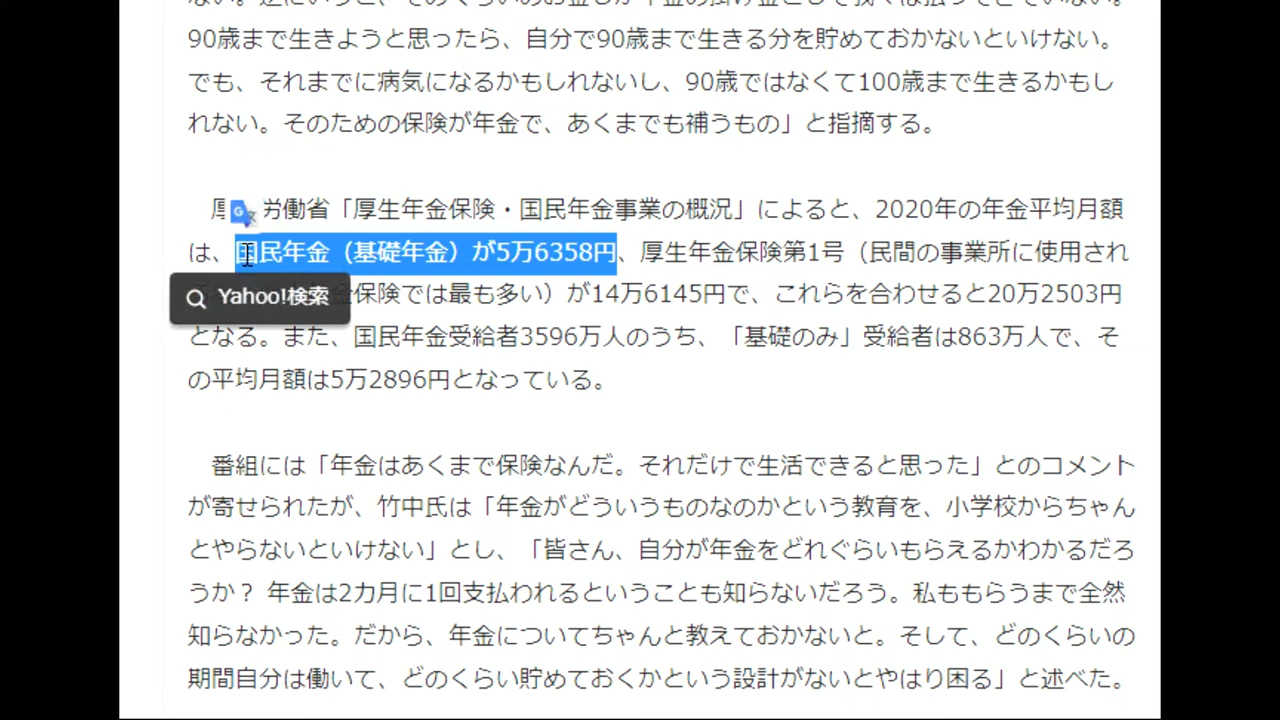 90歳まで生きようと思ったら、自分で90歳まで生きる分を貯めておかないといけない。
でも、それまでに病気になるかもしれないし、90歳ではなくて100歳まで生きるかもし
れない。そのための保険が年金で、あくまでも補うもの」と指摘する。
厚 労働省「厚生年金保険・国民年金事業の概況」によると、2020年の年金平均月額
は、国民年金（基礎年金）が5万6358円、厚生年金保険第1号（民間の事業所に使用され
Yahoo!検索
金保険では最も多い）が14万6145円で、これらを合わせると20万2503円
となる。また、国民年金受給者3596万人のうち、「基礎のみ」受給者は863万人で、そ
の平均月額は5万2896円となっている。
番組には「年金はあくまで保険なんだ。それだけで生活できると思った」とのコメント
が寄せられたが、竹中氏は「年金がどういうものなのかという教育を、小学校からちゃん
とやらないといけない」とし、「皆さん、自分が年金をどれぐらいもらえるかわかるだろ
うか？ 年金は2カ月に1回支払われるということも知らないだろう。私ももらうまで全然
知らなかった。だから、年金についてちゃんと教えておかないと。そして、どのくらいの
期間自分は働いて、どのくらい貯めておくかという設計がないとやはり困る」と述べた。